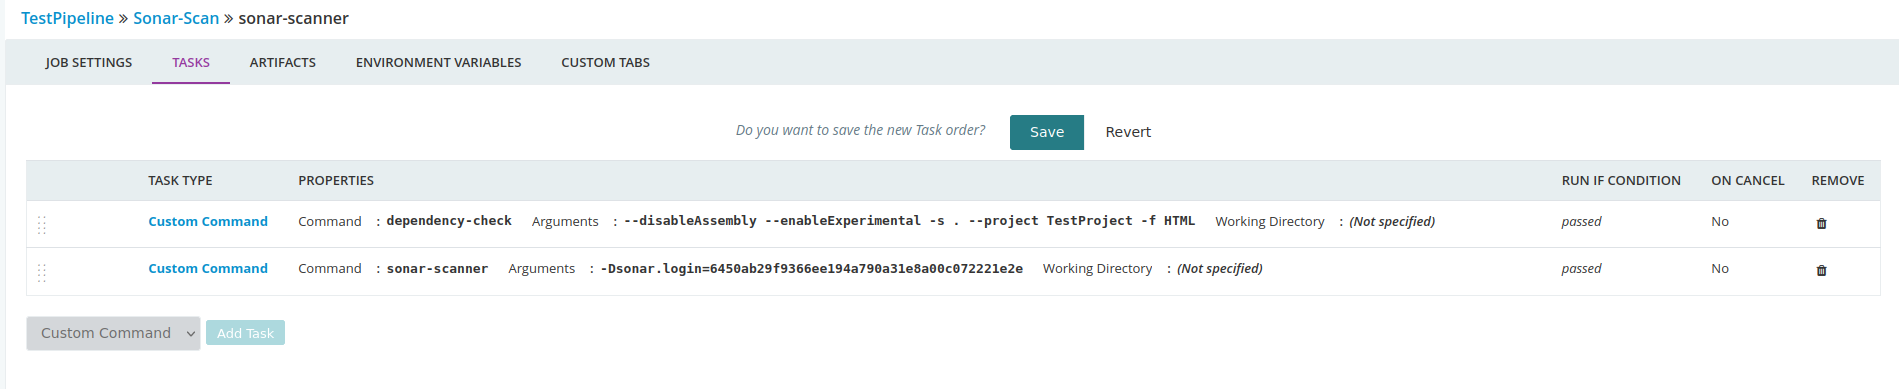 TestPipeline » Sonar-Scan » sonar-scanner
JOB SETTINGS TASKS ARTIFACTS ENVIRONMENT VARIABLES CUSTOM TABS
Do you want to save the new Task order? Save Revert
TASK TYPE PROPERTIES RUN IF CONDITION ON CANCEL REMOVE
Custom Command Command : dependency-check Arguments : --disableAssembly --enableExperimental -s . --project TestProject -f HTML Working Directory : (Not specified) passed No
Custom Command Command : sonar-scanner Arguments : -Dsonar.login=6450ab29f9366ee194a790a31e8a00c072221e2e Working Directory : (Not specified) passed No
Custom Command Add Task